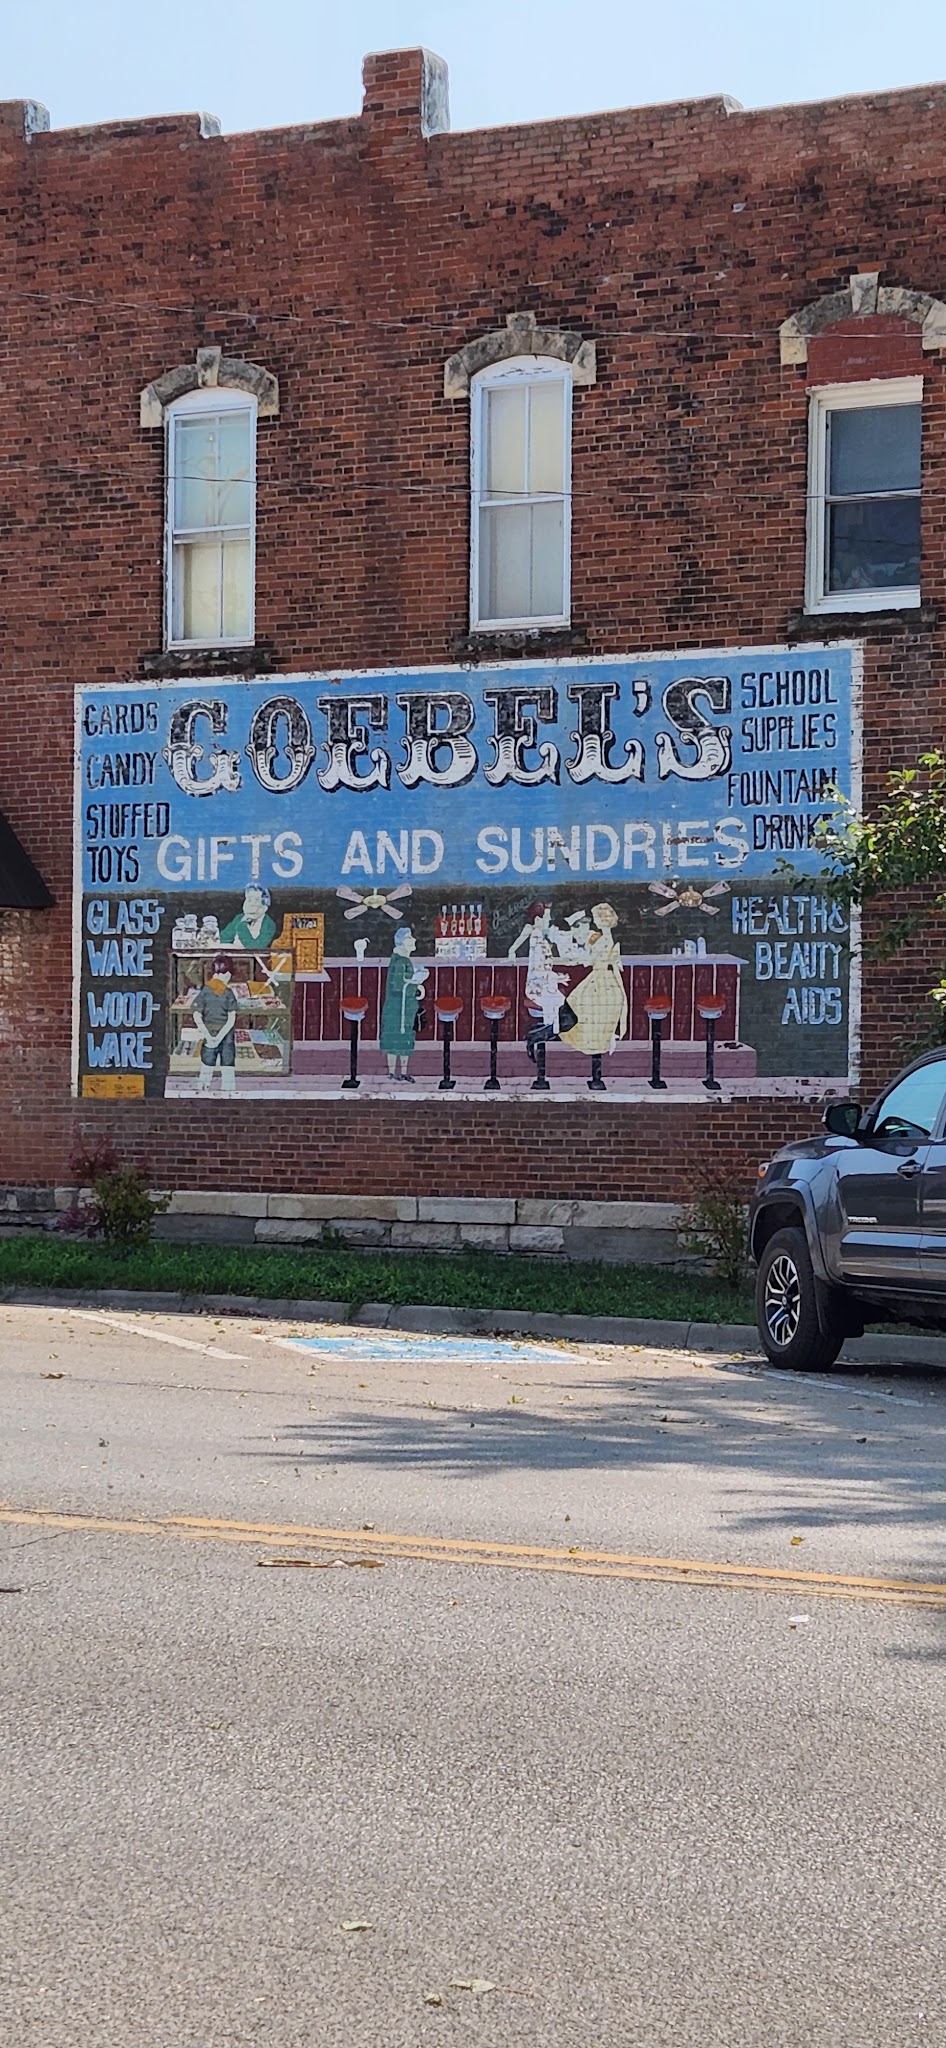 GOEBEL'S
GIFTS AND SUNDRIES
CARDS
CANDY
STUFFED
TOYS
GLASS-
WARE
WOOD-
WARE
SCHOOL
SUPPLIES
FOUNTAIN
DRINKS
HEALTH &
BEAUTY
AIDS